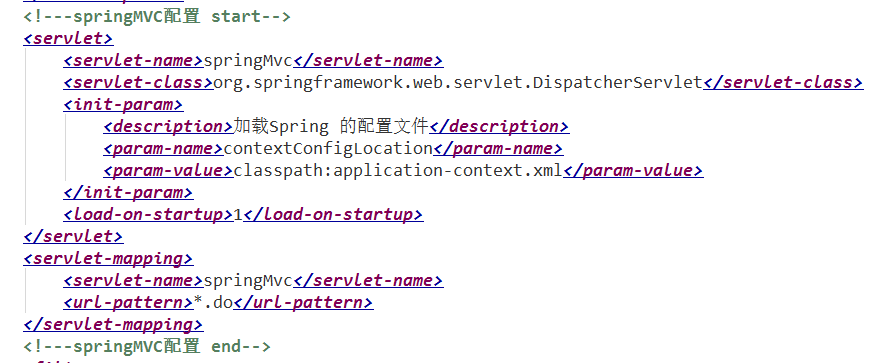 <!---springMVC配置 start-->
<servlet>
<servlet-name>springMvc</servlet-name>
<servlet-class>org.springframework.web.servlet.DispatcherServlet</servlet-class>
<init-param>
<description>加载Spring 的配置文件</description>
<param-name>contextConfigLocation</param-name>
<param-value>classpath:application-context.xml</param-value>
</init-param>
<load-on-startup>1</load-on-startup>
</servlet>
<servlet-mapping>
<servlet-name>springMvc</servlet-name>
<url-pattern>*.do</url-pattern>
</servlet-mapping>
<!---springMVC配置 end-->